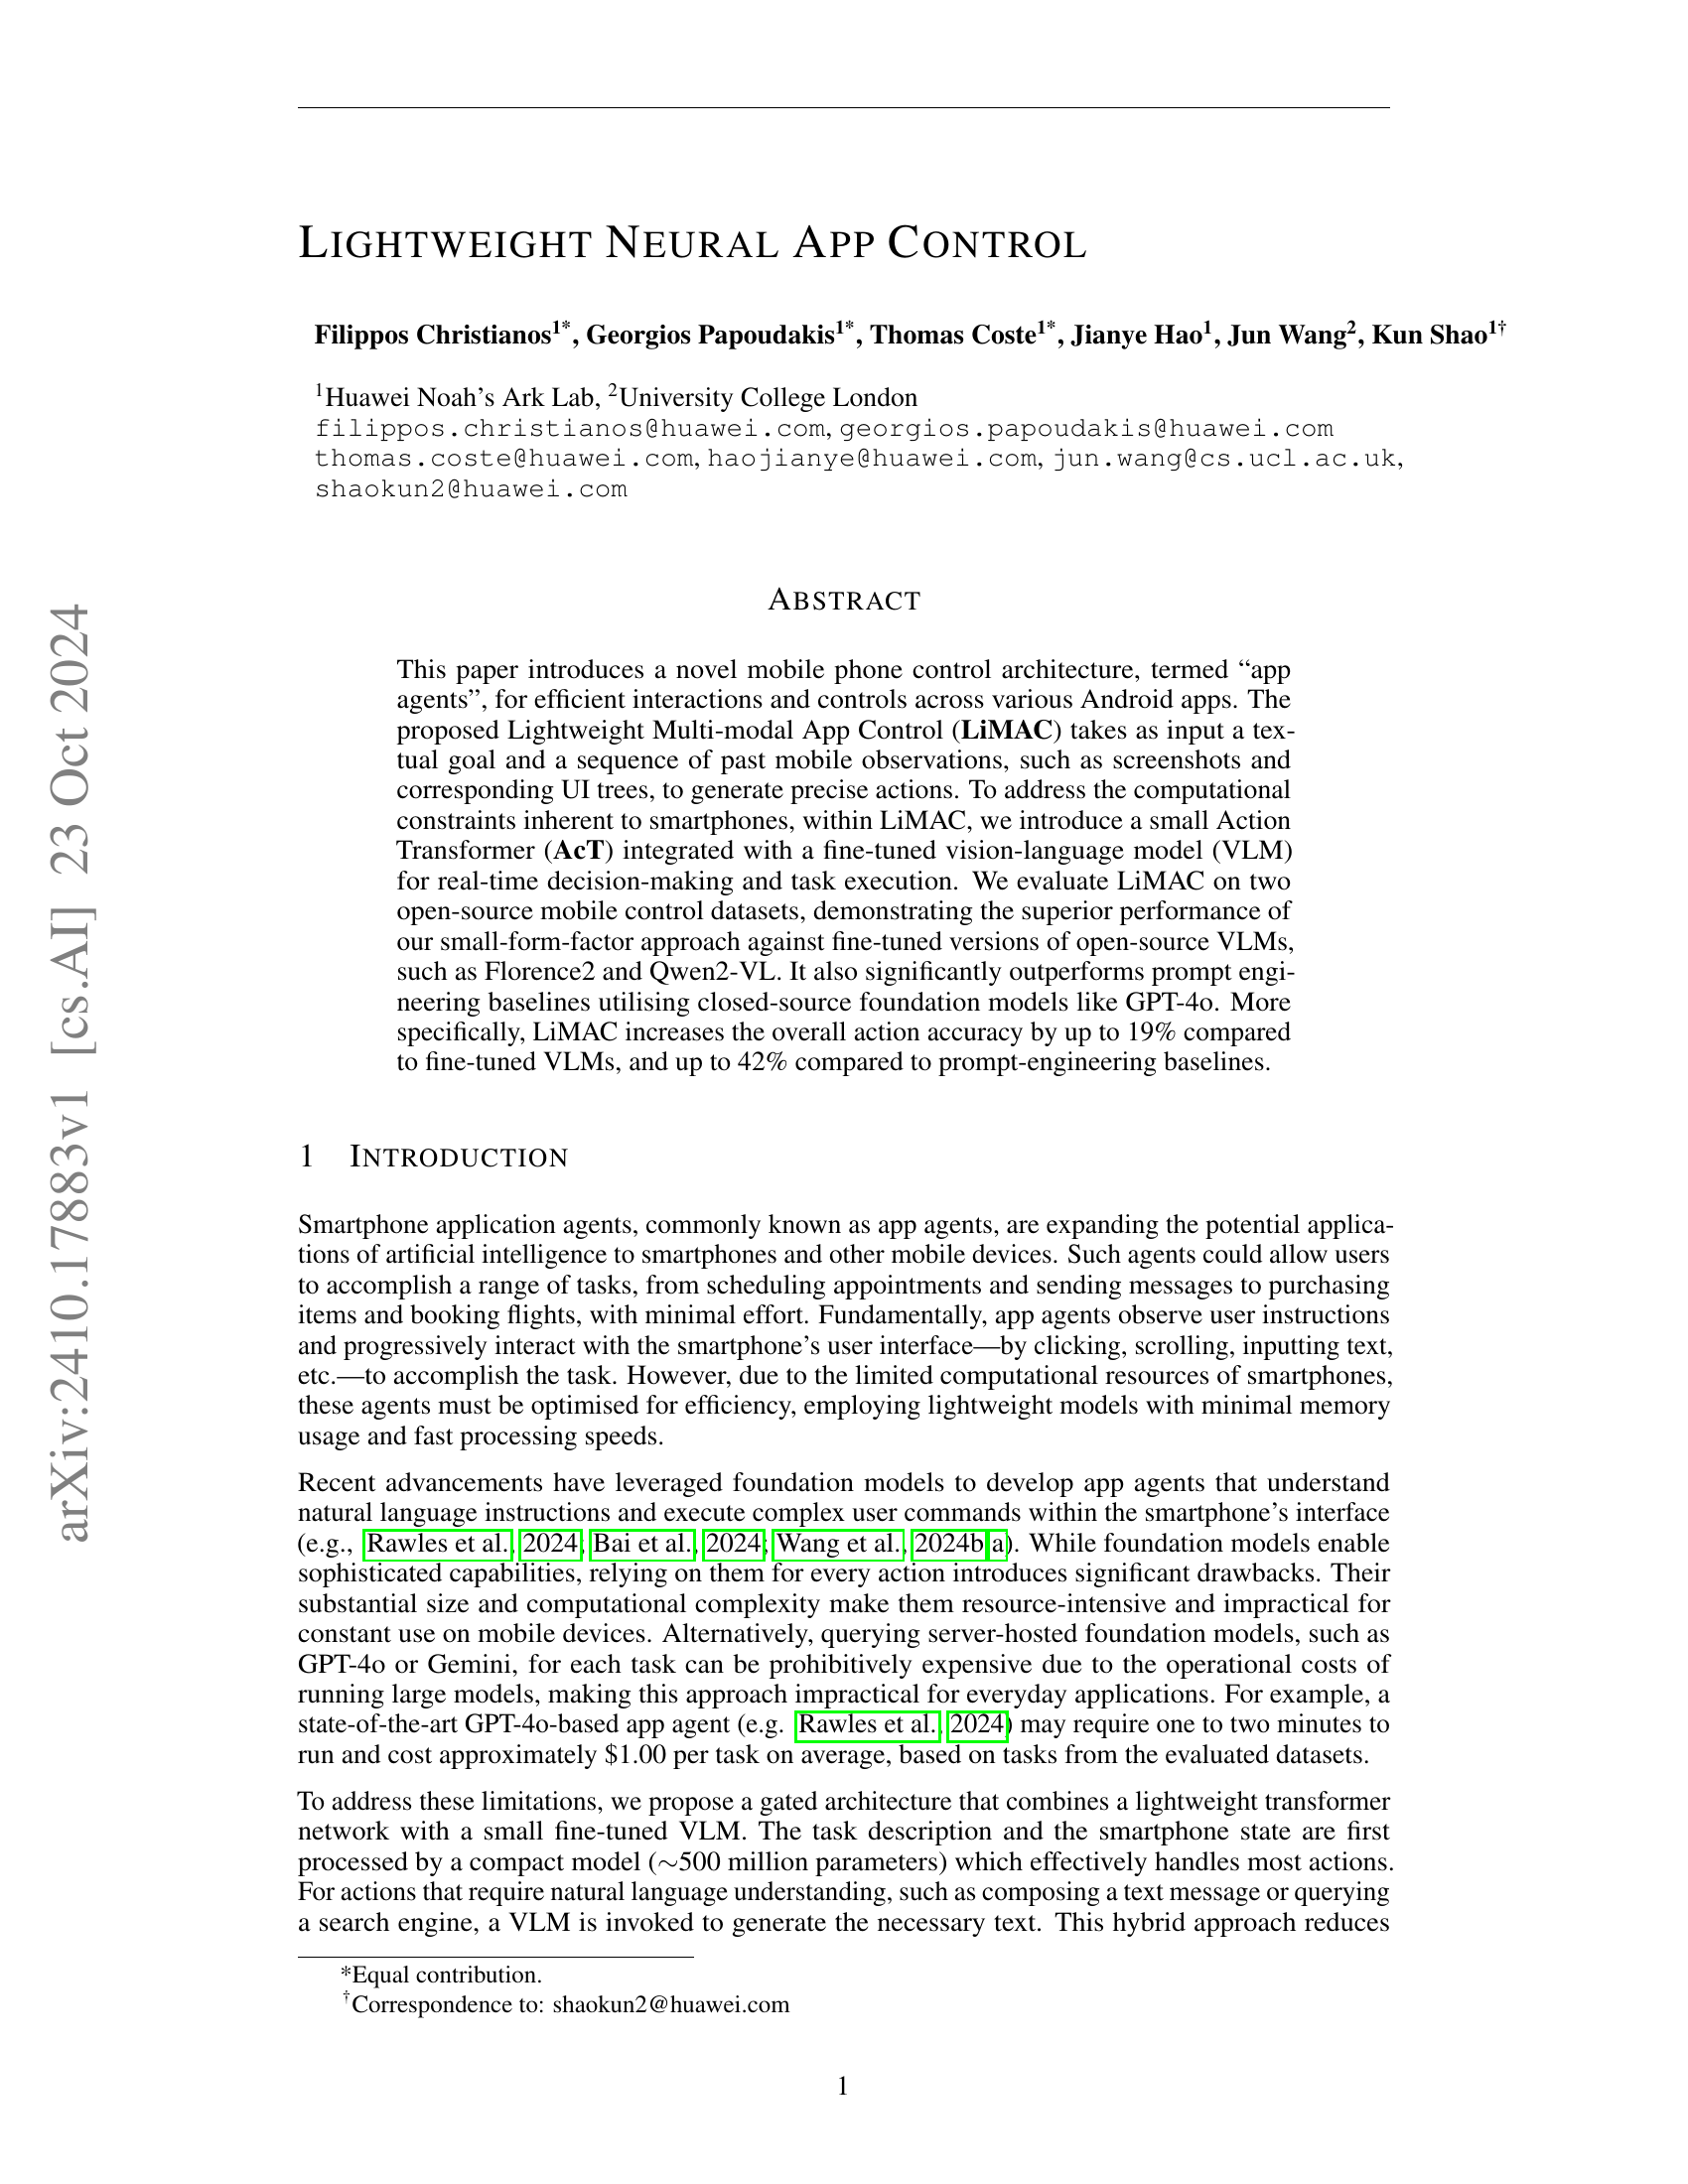 arXiv:2410.17883v1 [cs.AI] 23 Oct 2024
LIGHTWEIGHT NEURAL APP CONTROL
Filippos Christianos1*, Georgios Papoudakis1*, Thomas Coste1*, Jianye Hao1, Jun Wang2, Kun Shao1†
1Huawei Noah's Ark Lab, 2University College London
filippos.christianos@huawei.com, georgios.papoudakis@huawei.com
thomas.coste@huawei.com, haojianye@huawei.com, jun.wang@cs.ucl.ac.uk,
shaokun2@huawei.com
ABSTRACT
This paper introduces a novel mobile phone control architecture, termed “app
agents”, for efficient interactions and controls across various Android apps. The
proposed Lightweight Multi-modal App Control (LiMAC) takes as input a tex-
tual goal and a sequence of past mobile observations, such as screenshots and
corresponding UI trees, to generate precise actions. To address the computational
constraints inherent to smartphones, within LiMAC, we introduce a small Action
Transformer (AcT) integrated with a fine-tuned vision-language model (VLM)
for real-time decision-making and task execution. We evaluate LiMAC on two
open-source mobile control datasets, demonstrating the superior performance of
our small-form-factor approach against fine-tuned versions of open-source VLMs,
such as Florence2 and Qwen2-VL. It also significantly outperforms prompt engi-
neering baselines utilising closed-source foundation models like GPT-4o. More
specifically, LiMAC increases the overall action accuracy by up to 19% compared
to fine-tuned VLMs, and up to 42% compared to prompt-engineering baselines.
1 INTRODUCTION
Smartphone application agents, commonly known as app agents, are expanding the potential applica-
tions of artificial intelligence to smartphones and other mobile devices. Such agents could allow users
to accomplish a range of tasks, from scheduling appointments and sending messages to purchasing
items and booking flights, with minimal effort. Fundamentally, app agents observe user instructions
and progressively interact with the smartphone's user interface—by clicking, scrolling, inputting text,
etc.—to accomplish the task. However, due to the limited computational resources of smartphones,
these agents must be optimised for efficiency, employing lightweight models with minimal memory
usage and fast processing speeds.
Recent advancements have leveraged foundation models to develop app agents that understand
natural language instructions and execute complex user commands within the smartphone's interface
(e.g., Rawles et al., 2024; Bai et al., 2024; Wang et al., 2024b;a). While foundation models enable
sophisticated capabilities, relying on them for every action introduces significant drawbacks. Their
substantial size and computational complexity make them resource-intensive and impractical for
constant use on mobile devices. Alternatively, querying server-hosted foundation models, such as
GPT-4o or Gemini, for each task can be prohibitively expensive due to the operational costs of
running large models, making this approach impractical for everyday applications. For example, a
state-of-the-art GPT-4o-based app agent (e.g. Rawles et al., 2024) may require one to two minutes to
run and cost approximately $1.00 per task on average, based on tasks from the evaluated datasets.
To address these limitations, we propose a gated architecture that combines a lightweight transformer
network with a small fine-tuned VLM. The task description and the smartphone state are first
processed by a compact model (~500 million parameters) which effectively handles most actions.
For actions that require natural language understanding, such as composing a text message or querying
a search engine, a VLM is invoked to generate the necessary text. This hybrid approach reduces
*Equal contribution.
†Correspondence to: shaokun2@huawei.com
1